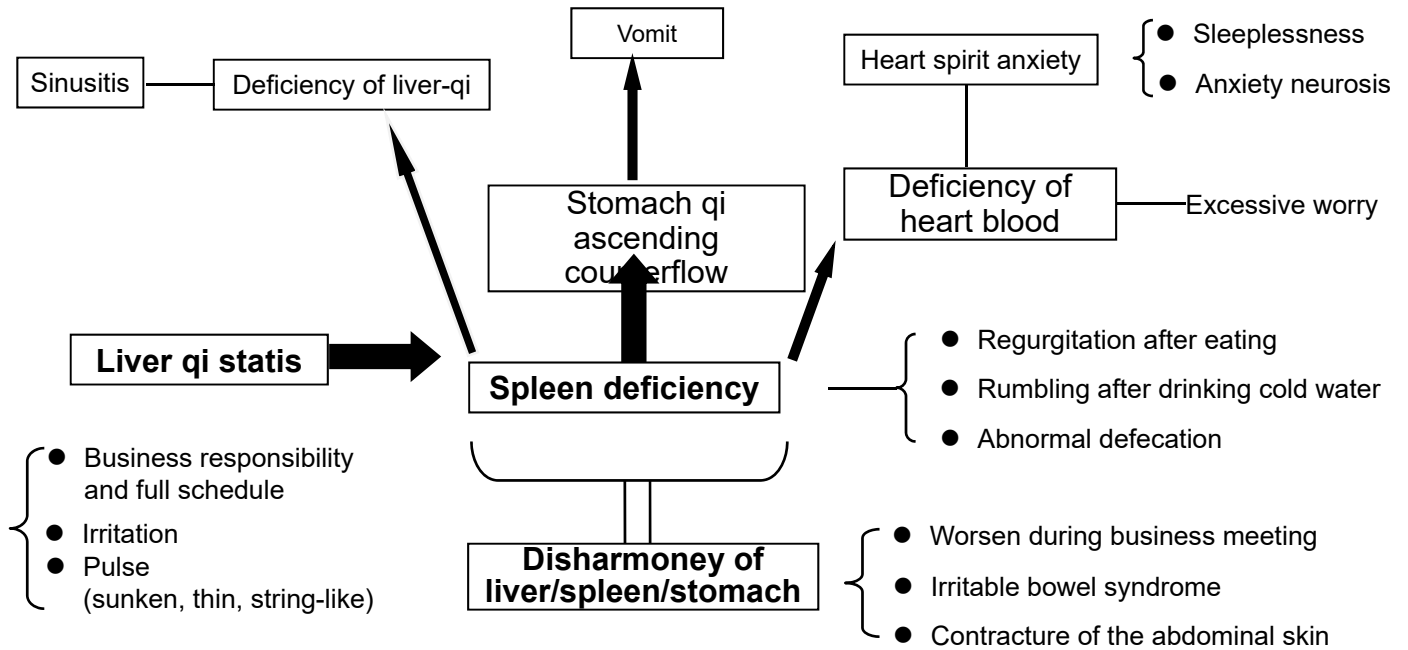 Vomit
Sleeplessness
Heart spirit anxiety
Sinusitis
Deficiency of liver-qi
Anxiety neurosis
Stomach qi
ascending
counterflow
Deficiency of
heart blood
Excessive worry
Liver qi statis
Spleen deficiency
Regurgitation after eating
Rumbling after drinking cold water
Abnormal defecation
Business responsibility
and full schedule
Irritation
Pulse
(sunken, thin, string-like)
Disharmoney of
liver/spleen/stomach
Worsen during business meeting
Irritable bowel syndrome
Contracture of the abdominal skin